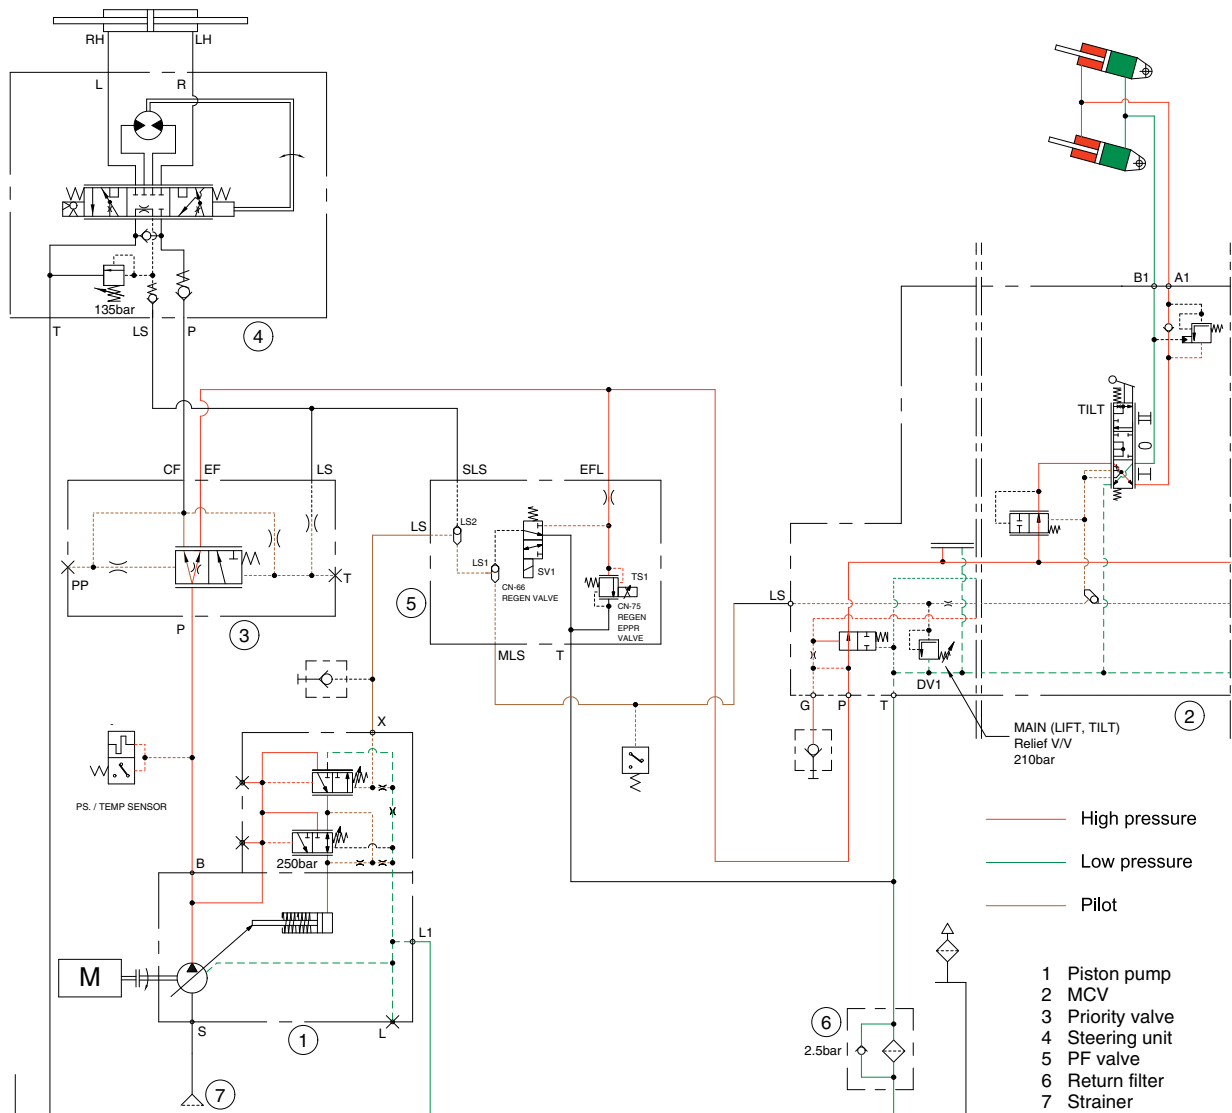 RH
LH
L
R
135bar
T
LS
P
4
B1
A1
TILT
CF
EF
LS
SLS
EFL
LS
LS2
LS1
SV1
CN-66
REGEN VALVE
TS1
CN-75
REGEN
EPPR
VALVE
PP
T
5
P
3
MLS
T
LS
DV1
G
P
T
2
MAIN (LIFT, TILT)
Relief V/V
210bar
X
PS. / TEMP SENSOR
250bar
B
High pressure
Low pressure
Pilot
L1
M
S
1
L
6
2.5bar
7
1 Piston pump
2 MCV
3 Priority valve
4 Steering unit
5 PF valve
6 Return filter
7 Strainer